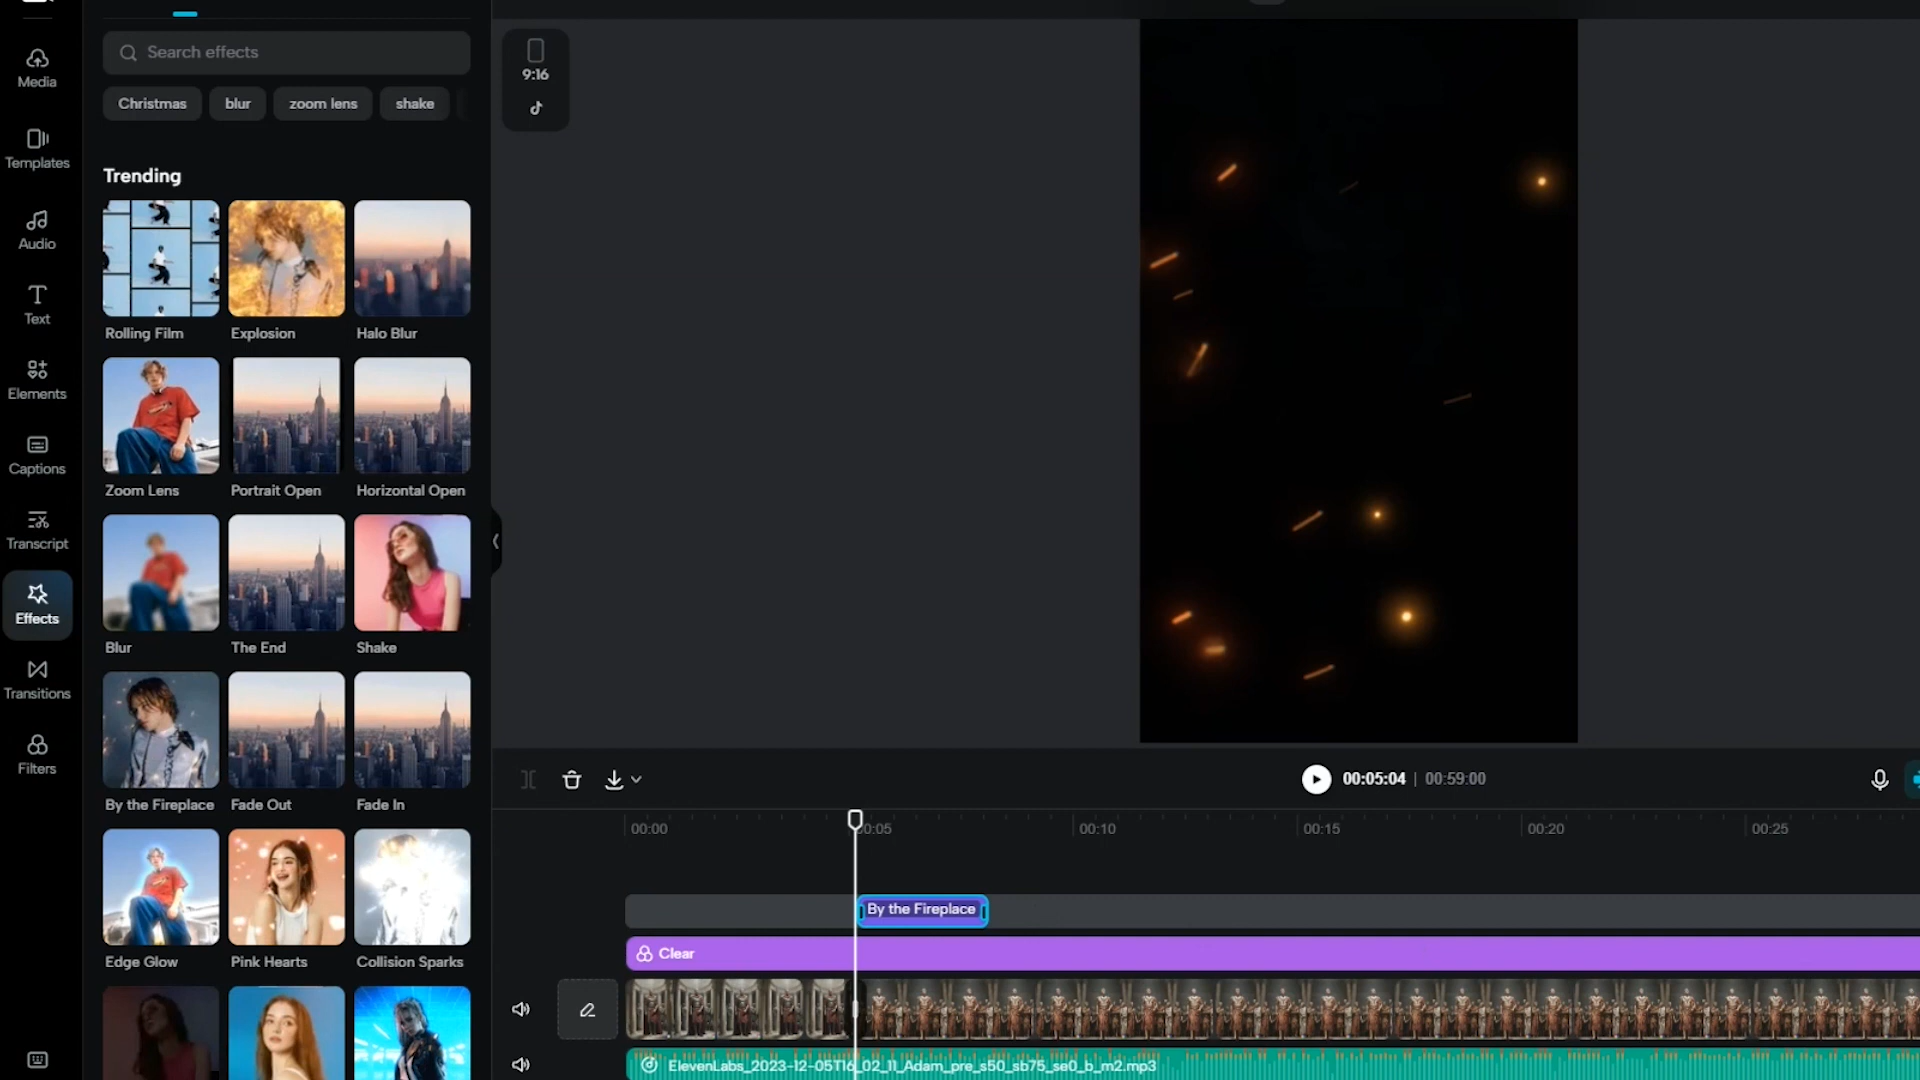 Media
Templates
Audio
Text
Elements
Captions
Transcript
Effects
Transitions
Filters
Search effects
Christmas
blur
zoom lens
shake
Trending
Rolling Film
Explosion
Halo Blur
Zoom Lens
Portrait Open
Horizontal Open
Blur
The End
Shake
By the Fireplace
Fade Out
Fade In
Edge Glow
Pink Hearts
Collision Sparks
9:16
00:05:04 | 00:59:00
00:00
00:05
00:10
00:15
00:20
00:25
By the Fireplace
Clear
ElevenLabs_2023-12-05T16_02_11_Adam_pre_s50_sb75_se0_b_m2.mp3